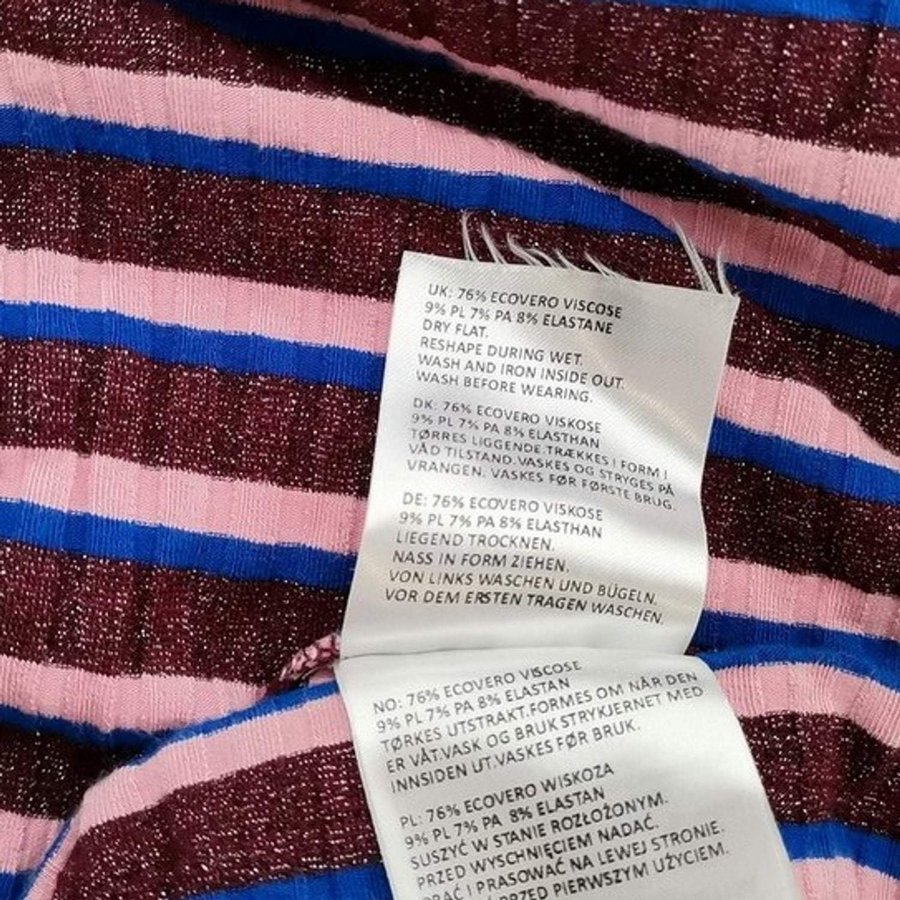 UK: 76% ECOVERO VISCOSE
9% PL 7% PA 8% ELASTANE
DRY FLAT.
RESHAPE DURING WET.
WASH AND IRON INSIDE OUT.
WASH BEFORE WEARING.
DK: 76% ECOVERO VISKOSE
9% PL 7% PA 8% ELASTHAN
TØRRES LIGGENDE.TRÆKKES I FORM I
VÅD TILSTAND.VASKES OG STRYGES PÅ
VRANGEN. VASKES FØR FØRSTE BRUG.
DE: 76% ECOVERO VISKOSE
9% PL 7% PA 8% ELASTHAN
LIEGEND TROCKNEN.
NASS IN FORM ZIEHEN.
VON LINKS WASCHEN UND BÜGELN.
VOR DEM ERSTEN TRAGEN WASCHEN.
NO: 76% ECOVERO VISCOSE
9% PL 7% PA 8% ELASTAN
TØRKES UTSTRAKT.FORMES OM NÅR DEN
ER VÅT.VASK OG BRUK STRYKJERNET MED
INNSIDEN UT.VASKES FØR BRUK.
PL: 76% ECOVERO WISKOZA
9% PL 7% PA 8% ELASTAN
SUSZYĆ W STANIE ROZŁOŻONYM.
PRZED WYSCHNIĘCIEM NADAĆ.
PRAĆ I PRASOWAĆ NA LEWEJ STRONIE.
PRZED PIERWSZYM UŻYCIEM.